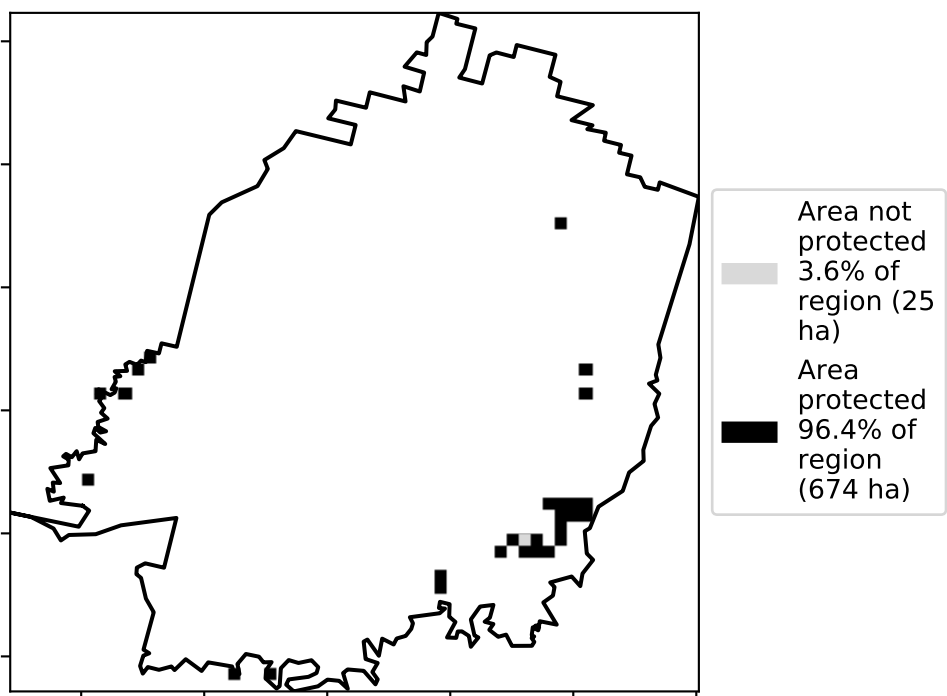 Area not
protected
3.6% of
region (25
ha)
Area
protected
96.4% of
region
(674 ha)